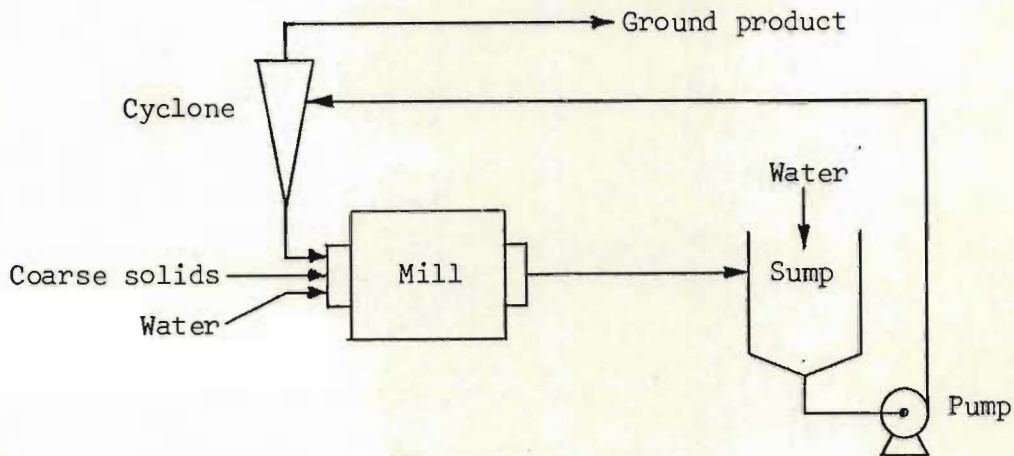 Ground product
Cyclone
Water
Coarse solids
Mill
Sump
Water
Pump